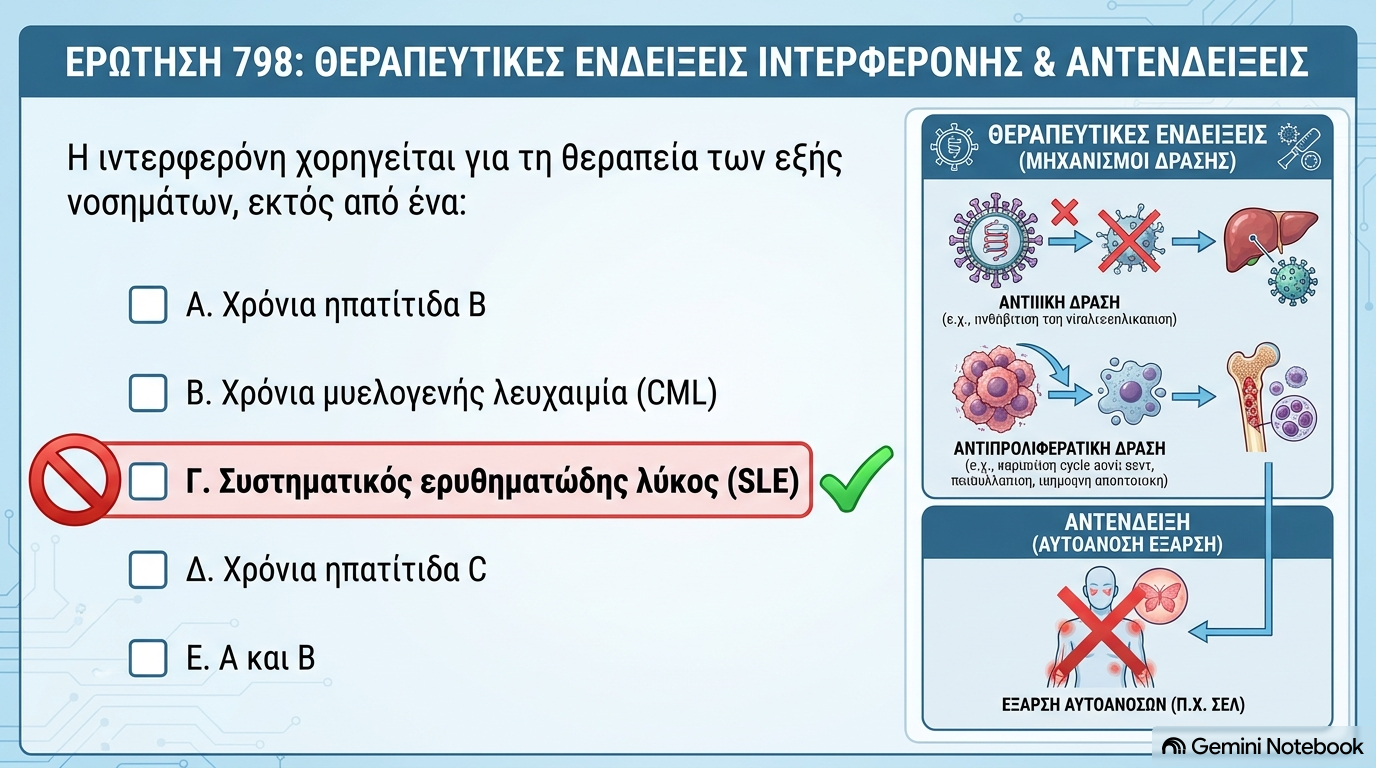 ΕΡΩΤΗΣΗ 798: ΘΕΡΑΠΕΥΤΙΚΕΣ ΕΝΔΕΙΞΕΙΣ ΙΝΤΕΡΦΕΡΟΝΗΣ & ΑΝΤΕΝΔΕΙΞΕΙΣ
Η ιντερφερόνη χορηγείται για τη θεραπεία των εξής
νοσημάτων, εκτός από ένα:
Α. Χρόνια ηπατίτιδα Β
Β. Χρόνια μυελογενής λευχαιμία (CML)
Γ. Συστηματικός ερυθηματώδης λύκος (SLE)
Δ. Χρόνια ηπατίτιδα C
Ε. Α και Β
ΘΕΡΑΠΕΥΤΙΚΕΣ ΕΝΔΕΙΞΕΙΣ
(ΜΗΧΑΝΙΣΜΟΙ ΔΡΑΣΗΣ)
ΑΝΤΙΙΚΗ ΔΡΑΣΗ
(ε.χ.,
ΑΝΤΙΠΡΟΛΙΦΕΡΑΤΙΚΗ ΔΡΑΣΗ
(ε.χ., cycle
ΑΝΤΕΝΔΕΙΞΗ
(ΑΥΤΟΑΝΟΣΗ ΕΞΑΡΣΗ)
ΕΞΑΡΣΗ ΑΥΤΟΑΝΟΣΩΝ (Π.Χ. ΣΕΛ)
Gemini Notebook